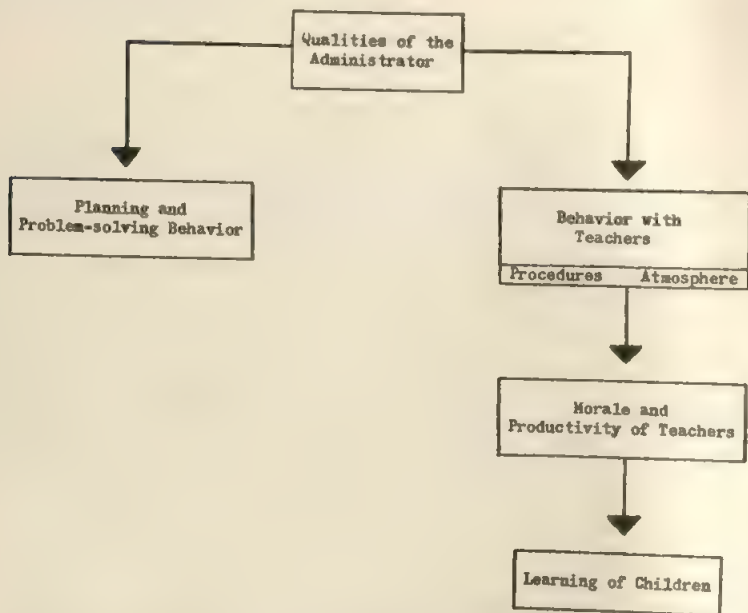 Qualities of the
Administrator
Planning and
Problem-solving Behavior
Behavior with
Teachers
Procedures Atmosphere
Morale and
Productivity of Teachers
Learning of Children